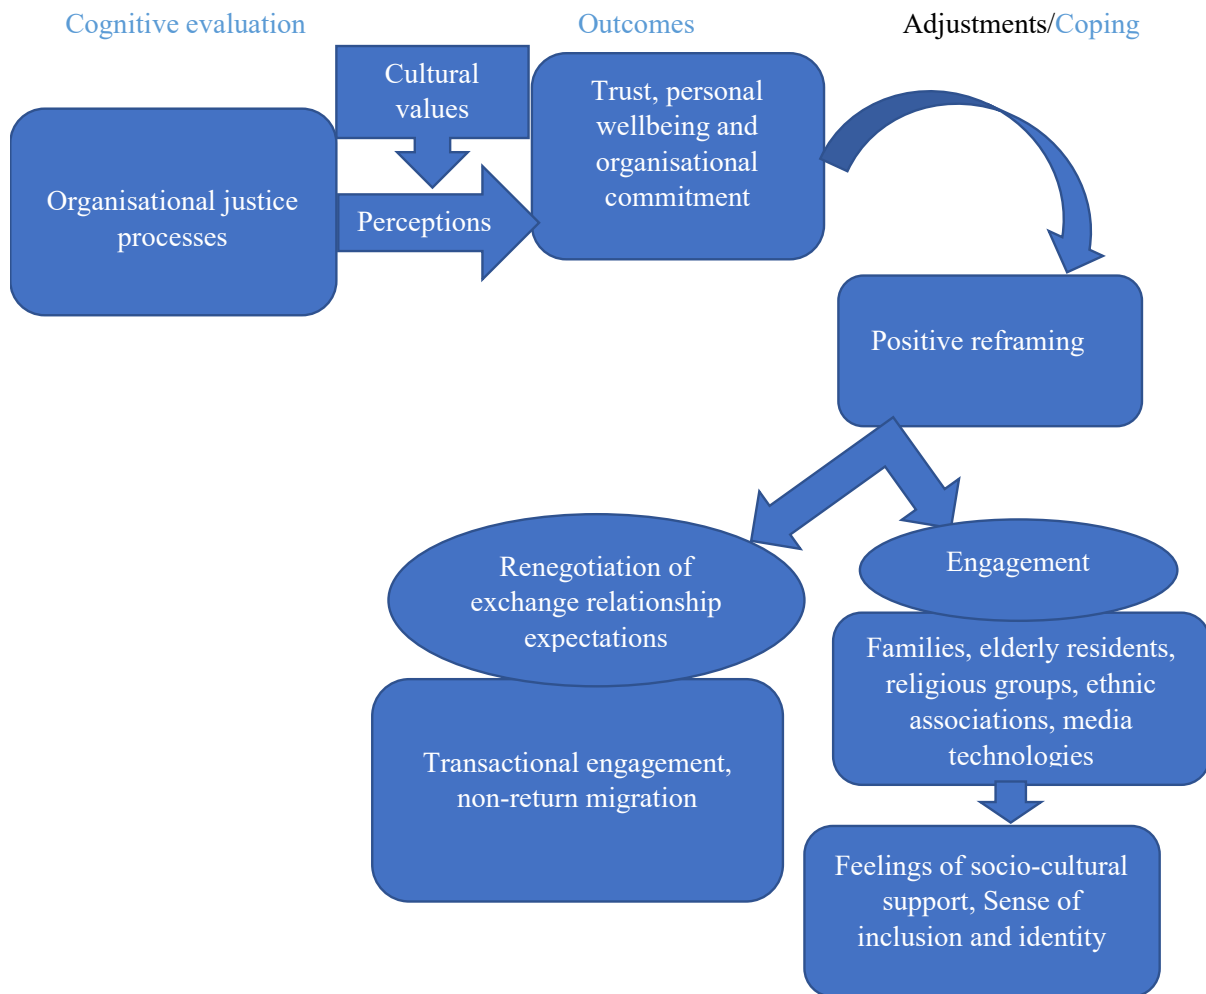 Cognitive evaluation
Outcomes
Adjustments/Coping
Cultural
values
Trust, personal
wellbeing and
organisational
commitment
Organisational justice
processes
Perceptions
Positive reframing
Renegotiation of
exchange relationship
expectations
Engagement
Families, elderly residents,
religious groups, ethnic
associations, media
technologies
Transactional engagement,
non-return migration
Feelings of socio-cultural
support, Sense of
inclusion and identity